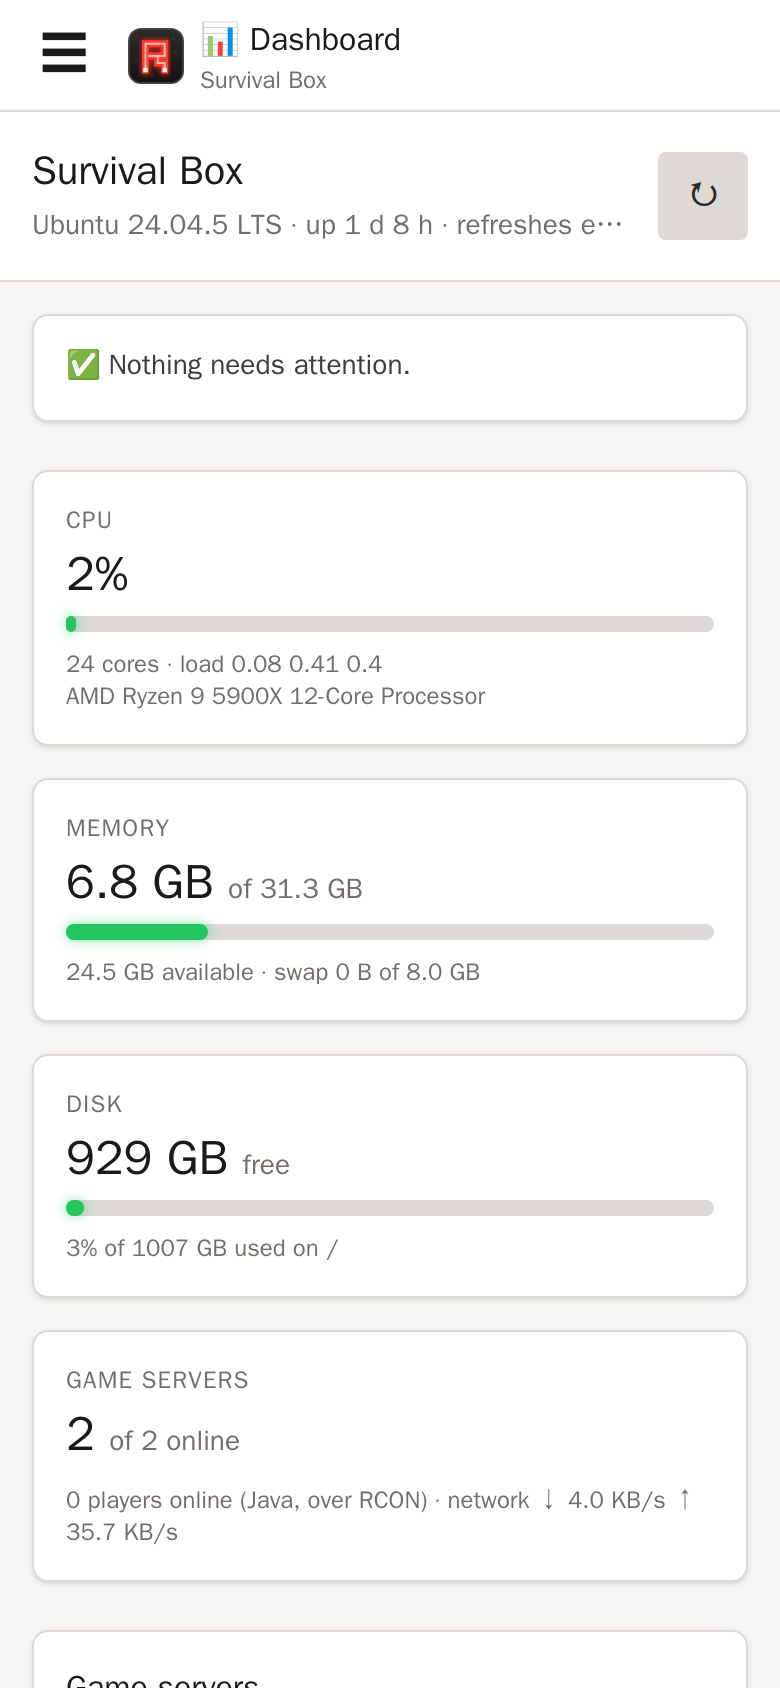 Dashboard
Survival Box
Survival Box
Ubuntu 24.04.5 LTS · up 1 d 8 h · refreshes e···
Nothing needs attention.
CPU
2%
24 cores · load 0.08 0.41 0.4
AMD Ryzen 9 5900X 12-Core Processor
MEMORY
6.8 GB of 31.3 GB
24.5 GB available · swap 0 B of 8.0 GB
DISK
929 GB free
3% of 1007 GB used on /
GAME SERVERS
2 of 2 online
0 players online (Java, over RCON) · network ↓ 4.0 KB/s ↑
35.7 KB/s
Game servers